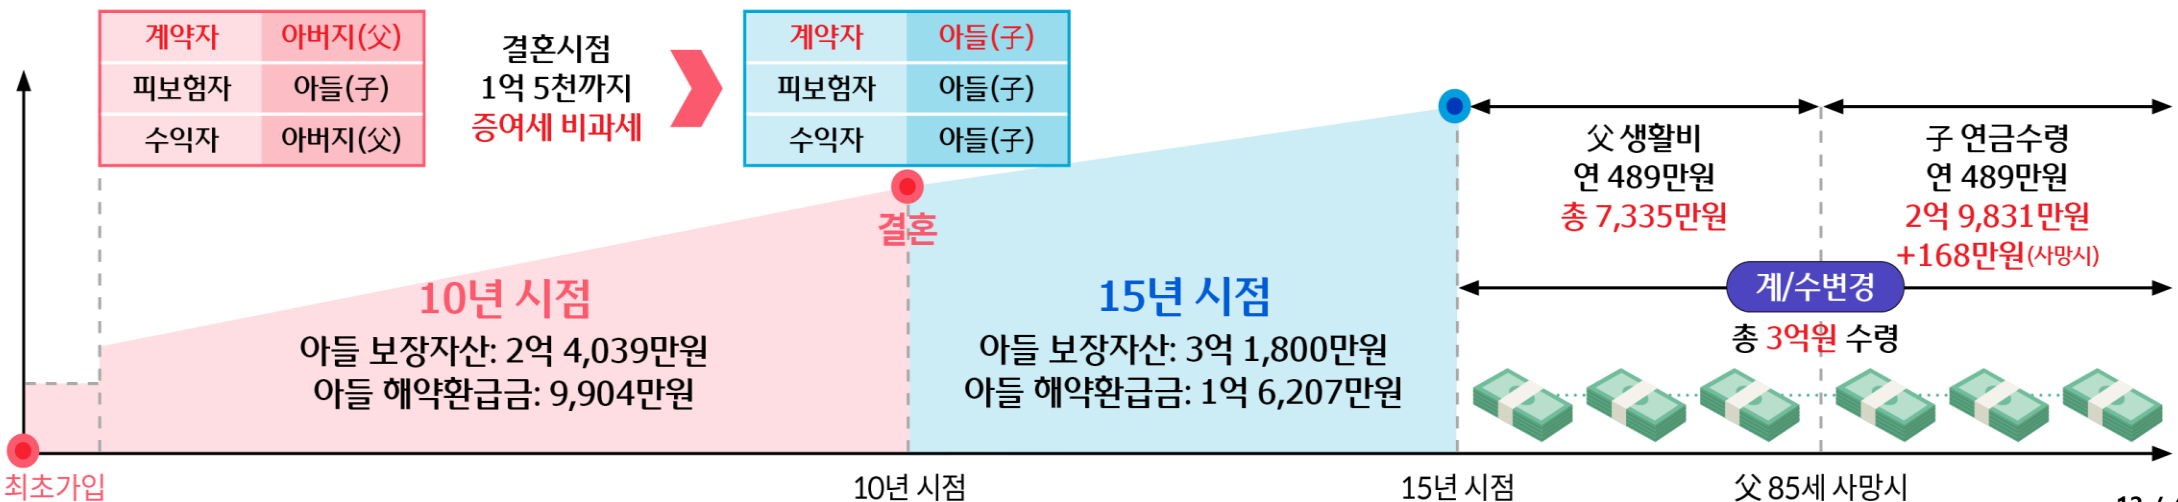 계약자 아버지(父)
피보험자 아들(子)
수익자 아버지(父)
결혼시점
1억 5천까지
증여세 비과세
계약자 아들(子)
피보험자 아들(子)
수익자 아들(子)
결혼
10년 시점
아들 보장자산: 2억 4,039만원
아들 해약환급금: 9,904만원
15년 시점
아들 보장자산: 3억 1,800만원
아들 해약환급금: 1억 6,207만원
父 생활비
연 489만원
총 7,335만원
子 연금수령
연 489만원
2억 9,831만원
+168만원(사망시)
계/수변경
총 3억원 수령
최초가입
10년 시점
15년 시점
父 85세 사망시